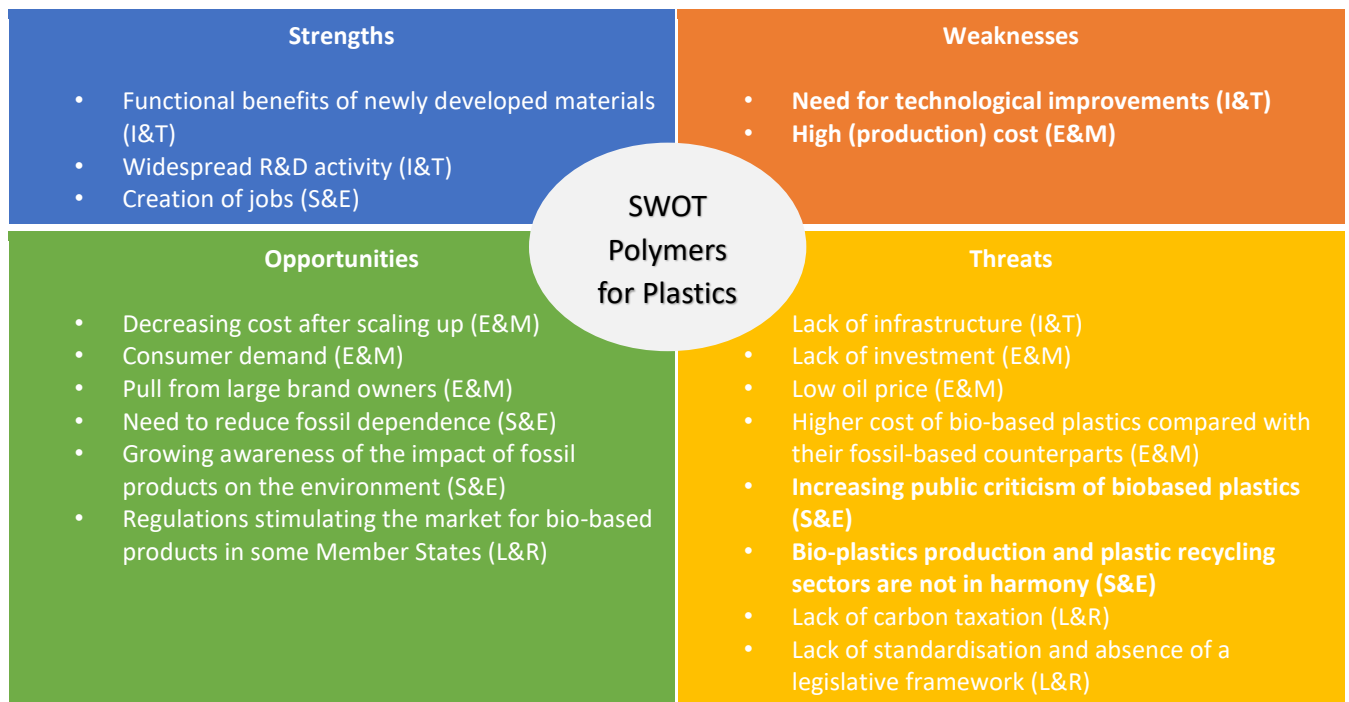 Strengths
• Functional benefits of newly developed materials
(I&T)
• Widespread R&D activity (I&T)
• Creation of jobs (S&E)
Weaknesses
• Need for technological improvements (I&T)
• High (production) cost (E&M)
SWOT
Polymers
for Plastics
Opportunities
• Decreasing cost after scaling up (E&M)
• Consumer demand (E&M)
• Pull from large brand owners (E&M)
• Need to reduce fossil dependence (S&E)
• Growing awareness of the impact of fossil
products on the environment (S&E)
• Regulations stimulating the market for bio-based
products in some Member States (L&R)
Threats
Lack of infrastructure (I&T)
• Lack of investment (E&M)
• Low oil price (E&M)
• Higher cost of bio-based plastics compared with
their fossil-based counterparts (E&M)
• Increasing public criticism of biobased plastics
(S&E)
• Bio-plastics production and plastic recycling
sectors are not in harmony (S&E)
• Lack of carbon taxation (L&R)
• Lack of standardisation and absence of a
legislative framework (L&R)